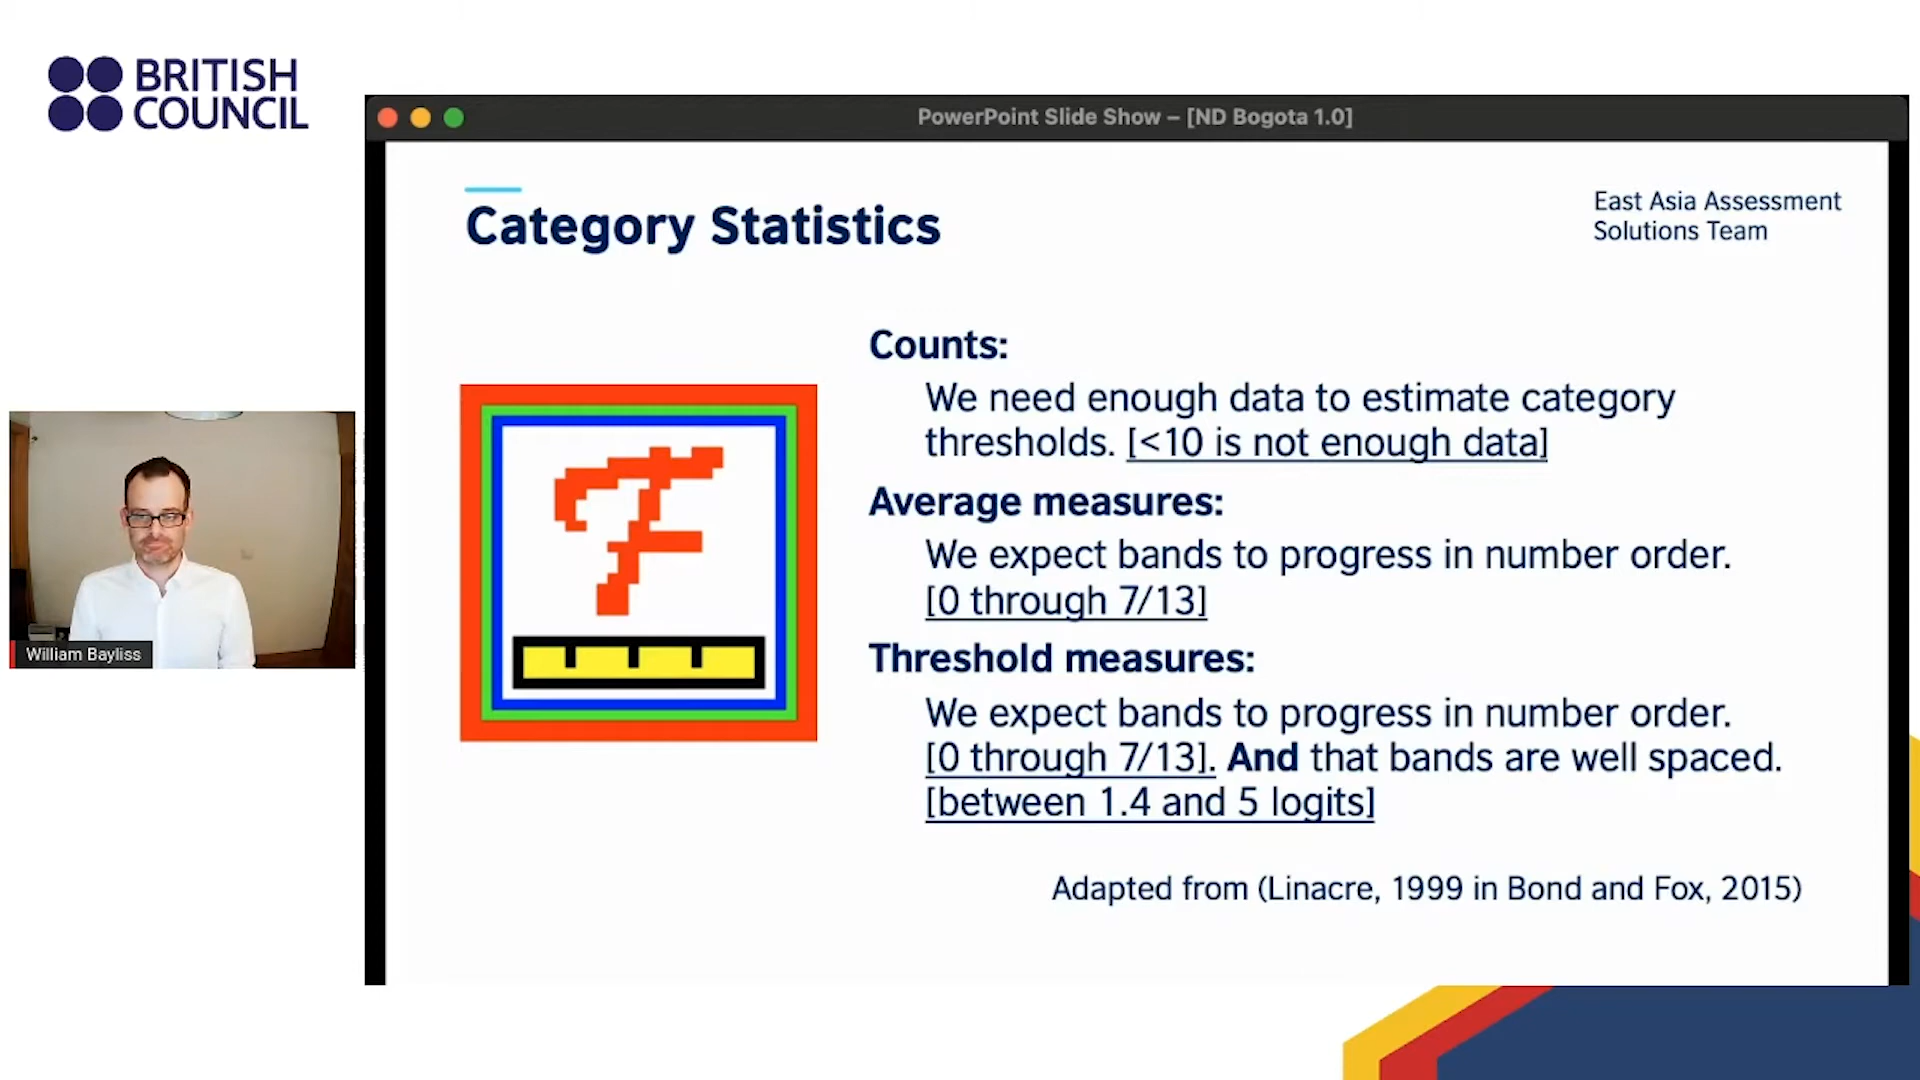 BRITISH
COUNCIL
PowerPoint Slide Show – [ND Bogota 1.0]
Category Statistics
East Asia Assessment
Solutions Team
Counts:
We need enough data to estimate category
thresholds. [<10 is not enough data]
Average measures:
We expect bands to progress in number order.
[0 through 7/13]
Threshold measures:
We expect bands to progress in number order.
[0 through 7/13]. And that bands are well spaced.
[between 1.4 and 5 logits]
Adapted from (Linacre, 1999 in Bond and Fox, 2015)
F
William Bayliss